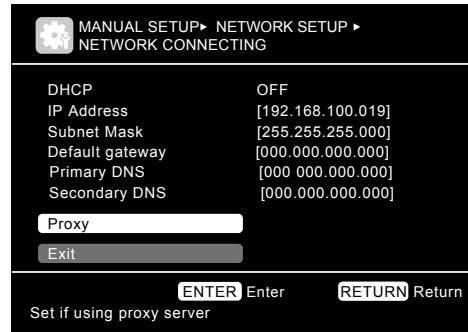 MANUAL SETUP▸ NETWORK SETUP ▸
NETWORK CONNECTING
DHCP OFF
IP Address [192.168.100.019]
Subnet Mask [255.255.255.000]
Default gateway [000.000.000.000]
Primary DNS [000 000.000.000]
Secondary DNS [000.000.000.000]
Proxy
Exit
ENTER Enter RETURN Return
Set if using proxy server